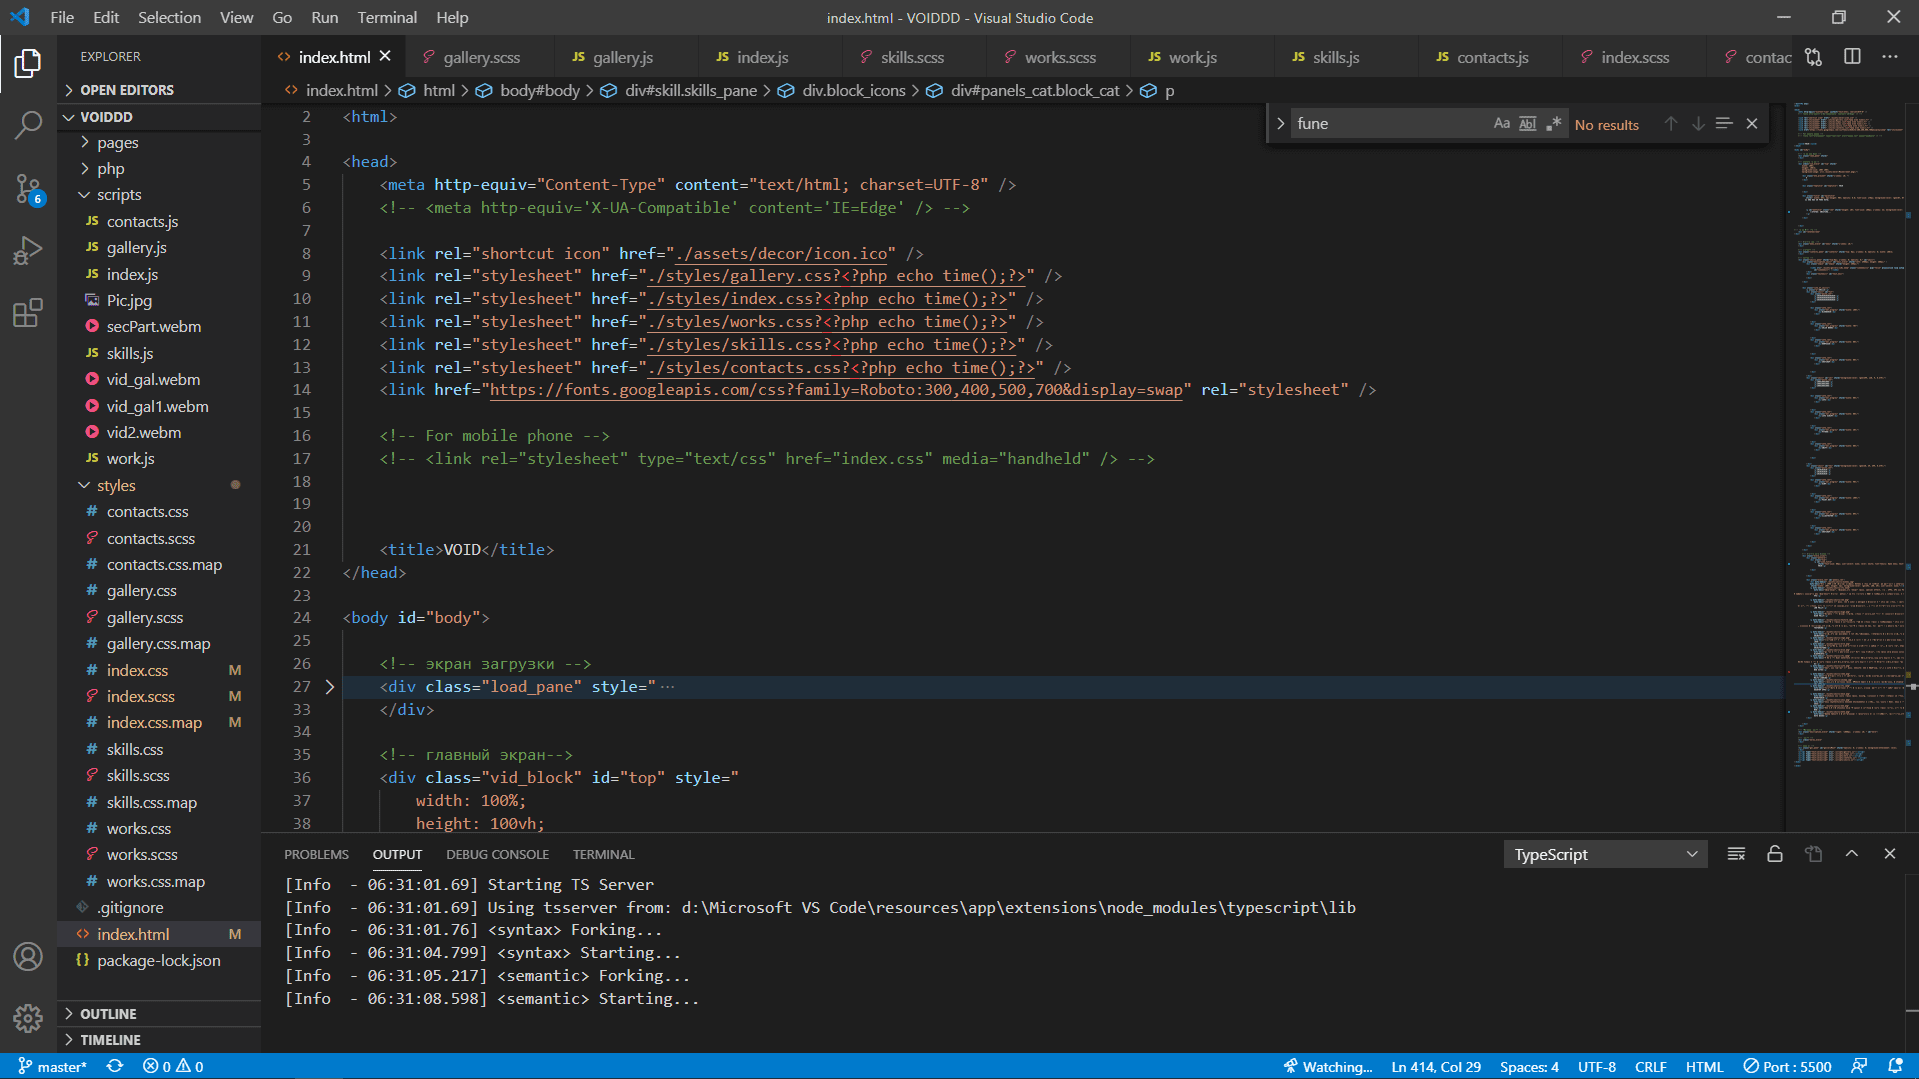 File Edit Selection View Go Run Terminal Help
index.html - VOIDDD - Visual Studio Code
EXPLORER
OPEN EDITORS
VOIDDD
pages
php
scripts
JS contacts.js
JS gallery.js
JS index.js
Pic.jpg
secPart.webm
JS skills.js
vid_gal.webm
vid_gal1.webm
vid2.webm
JS work.js
styles
# contacts.css
contacts.scss
# contacts.css.map
# gallery.css
gallery.scss
# gallery.css.map
# index.css M
index.scss M
# index.css.map M
# skills.css
skills.scss
# skills.css.map
# works.css
works.scss
# works.css.map
.gitignore
<> index.html M
{} package-lock.json
OUTLINE
TIMELINE
6
<> index.html gallery.scss JS gallery.js JS index.js skills.scss works.scss JS work.js JS skills.js JS contacts.js index.scss contac
<> index.html > html > body#body > div#skill.skills_pane > div.block_icons > div#panels_cat.block_cat > p
fune Aa Abl .* No results
2 <html>
3
4 <head>
5 <meta http-equiv="Content-Type" content="text/html; charset=UTF-8" />
6 <!-- <meta http-equiv='X-UA-Compatible' content='IE=Edge' /> -->
7
8 <link rel="shortcut icon" href="./assets/decor/icon.ico" />
9 <link rel="stylesheet" href="./styles/gallery.css?<?php echo time();?>" />
10 <link rel="stylesheet" href="./styles/index.css?<?php echo time();?>" />
11 <link rel="stylesheet" href="./styles/works.css?<?php echo time();?>" />
12 <link rel="stylesheet" href="./styles/skills.css?<?php echo time();?>" />
13 <link rel="stylesheet" href="./styles/contacts.css?<?php echo time();?>" />
14 <link href="https://fonts.googleapis.com/css?family=Roboto:300,400,500,700&display=swap" rel="stylesheet" />
15
16 <!-- For mobile phone -->
17 <!-- <link rel="stylesheet" type="text/css" href="index.css" media="handheld" /> -->
18
19
20
21 <title>VOID</title>
22 </head>
23
24 <body id="body">
25
26 <!-- экран загрузки -->
27 <div class="load_pane" style=" ...
33 </div>
34
35 <!-- главный экран-->
36 <div class="vid_block" id="top" style="
37 width: 100%;
38 height: 100vh;
PROBLEMS OUTPUT DEBUG CONSOLE TERMINAL
TypeScript
[Info - 06:31:01.69] Starting TS Server
[Info - 06:31:01.69] Using tsserver from: d:\Microsoft VS Code\resources\app\extensions\node_modules\typescript\lib
[Info - 06:31:01.76] <syntax> Forking...
[Info - 06:31:04.799] <syntax> Starting...
[Info - 06:31:05.217] <semantic> Forking...
[Info - 06:31:08.598] <semantic> Starting...
master* 0 0 Watching... Ln 414, Col 29 Spaces: 4 UTF-8 CRLF HTML Port : 5500